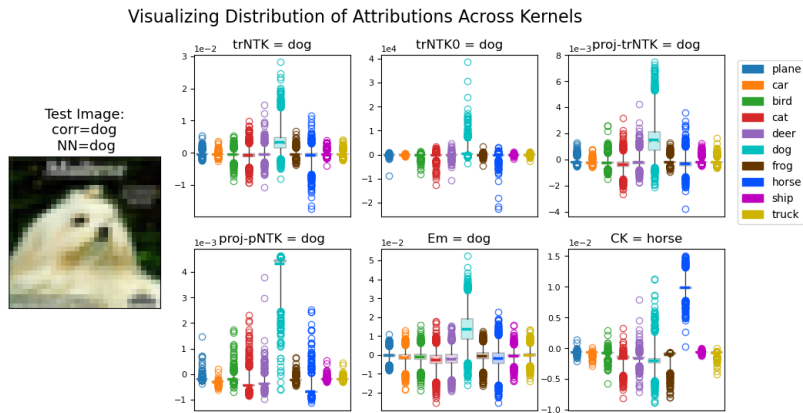 Visualizing Distribution of Attributions Across Kernels
Test Image:
corr=dog
NN=dog
trNTK = dog
1e−2
3
2
1
0
−1
trNTK0 = dog
1e4
4
3
2
1
0
−1
−2
proj-trNTK = dog
1e−3
8
6
4
2
0
−2
−4
plane
car
bird
cat
deer
dog
frog
horse
ship
truck
proj-pNTK = dog
1e−3
4
3
2
1
0
−1
Em = dog
1e−2
5
4
3
2
1
0
−1
−2
CK = horse
1e−2
1.5
1.0
0.5
0.0
−0.5
−1.0